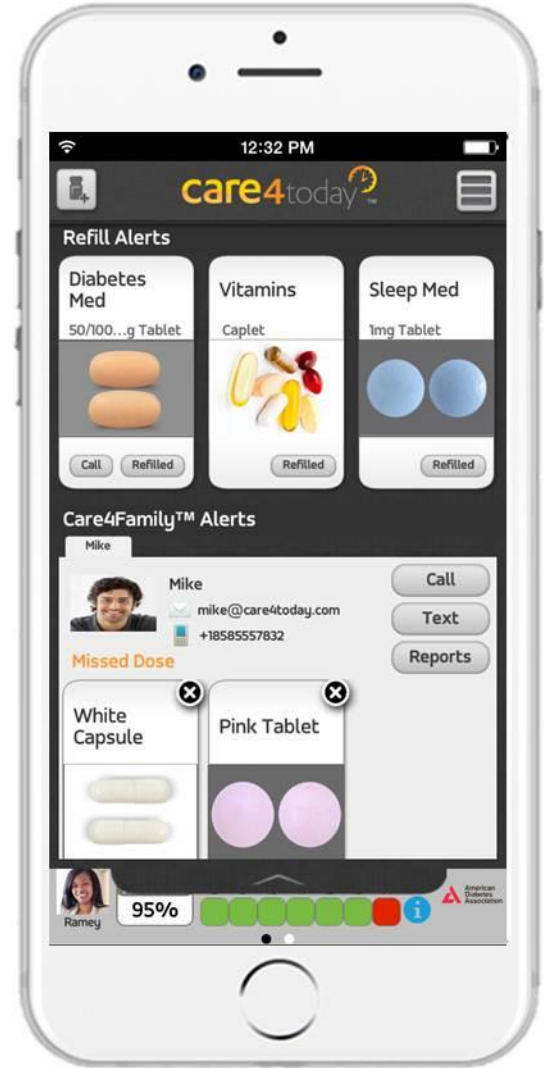 12:32 PM
care4today™
Refill Alerts
Diabetes
Med
50/100...g Tablet
Call
Refilled
Vitamins
Caplet
Refilled
Sleep Med
1mg Tablet
Refilled
Care4Family™ Alerts
Mike
Mike
mike@care4today.com
+18585557832
Call
Text
Reports
Missed Dose
White
Capsule
Pink Tablet
Ramey
95%
i
American
Diabetes
Association